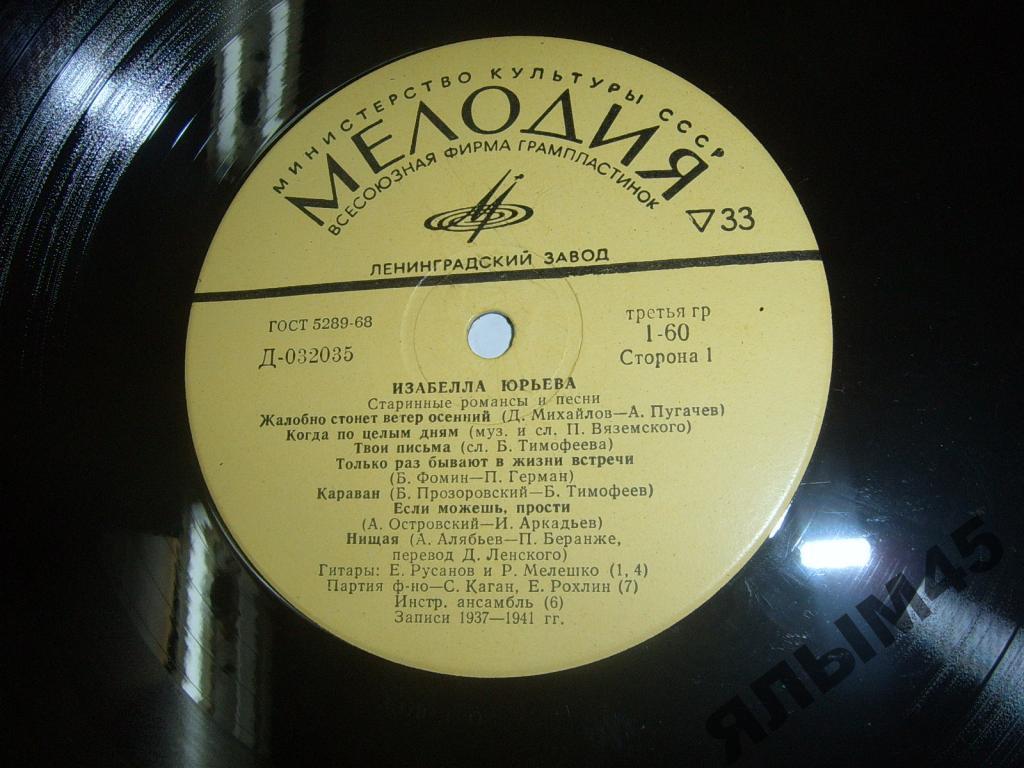 МИНИСТЕРСТВО КУЛЬТУРЫ СССР
МЕЛОДИЯ
ВСЕСОЮЗНАЯ ФИРМА ГРАМПЛАСТИНОК
33
ЛЕНИНГРАДСКИЙ ЗАВОД
ГОСТ 5289-68
Д-032035
третья гр
1-60
Сторона 1
ИЗАБЕЛЛА ЮРЬЕВА
Старинные романсы и песни
Жалобно стонет ветер осенний (Д. Михайлов—А. Пугачев)
Когда по целым дням (муз. и сл. П. Вяземского)
Твои письма (сл. Б. Тимофеева)
Только раз бывают в жизни встречи
(Б. Фомин—П. Герман)
Караван (Б. Прозоровский—Б. Тимофеев)
Если можешь, прости
(А. Островский—И. Аркадьев)
Нищая (А. Алябьев—П. Беранже,
перевод Д. Ленского)
Гитары: Е. Русанов и Р. Мелешко (1, 4)
Партия ф-но—С. Каган, Е. Рохлин (7)
Инстр. ансамбль (6)
Записи 1937—1941 гг.
ЯЛЫМ45